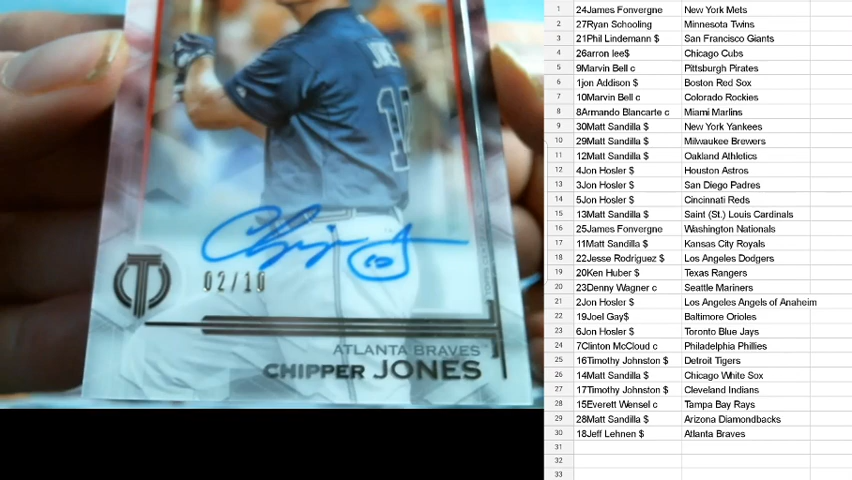 JONES
10
Chipper J
10
02/10
ATLANTA BRAVES
CHIPPER JONES
1 24James Fonvergne New York Mets
2 27Ryan Schooling Minnesota Twins
3 21Phil Lindemann $ San Francisco Giants
4 26arron lee$ Chicago Cubs
5 9Marvin Bell c Pittsburgh Pirates
6 1jon Addison $ Boston Red Sox
7 10Marvin Bell c Colorado Rockies
8 8Armando Blancarte c Miami Marlins
9 30Matt Sandilla $ New York Yankees
10 29Matt Sandilla $ Milwaukee Brewers
11 12Matt Sandilla $ Oakland Athletics
12 4Jon Hosler $ Houston Astros
13 3Jon Hosler $ San Diego Padres
14 5Jon Hosler $ Cincinnati Reds
15 13Matt Sandilla $ Saint (St.) Louis Cardinals
16 25James Fonvergne Washington Nationals
17 11Matt Sandilla $ Kansas City Royals
18 22Jesse Rodriguez $ Los Angeles Dodgers
19 20Ken Huber $ Texas Rangers
20 23Denny Wagner c Seattle Mariners
21 2Jon Hosler $ Los Angeles Angels of Anaheim
22 19Joel Gay$ Baltimore Orioles
23 6Jon Hosler $ Toronto Blue Jays
24 7Clinton McCloud c Philadelphia Phillies
25 16Timothy Johnston $ Detroit Tigers
26 14Matt Sandilla $ Chicago White Sox
27 17Timothy Johnston $ Cleveland Indians
28 15Everett Wensel c Tampa Bay Rays
29 28Matt Sandilla $ Arizona Diamondbacks
30 18Jeff Lehnen $ Atlanta Braves
31
32
33